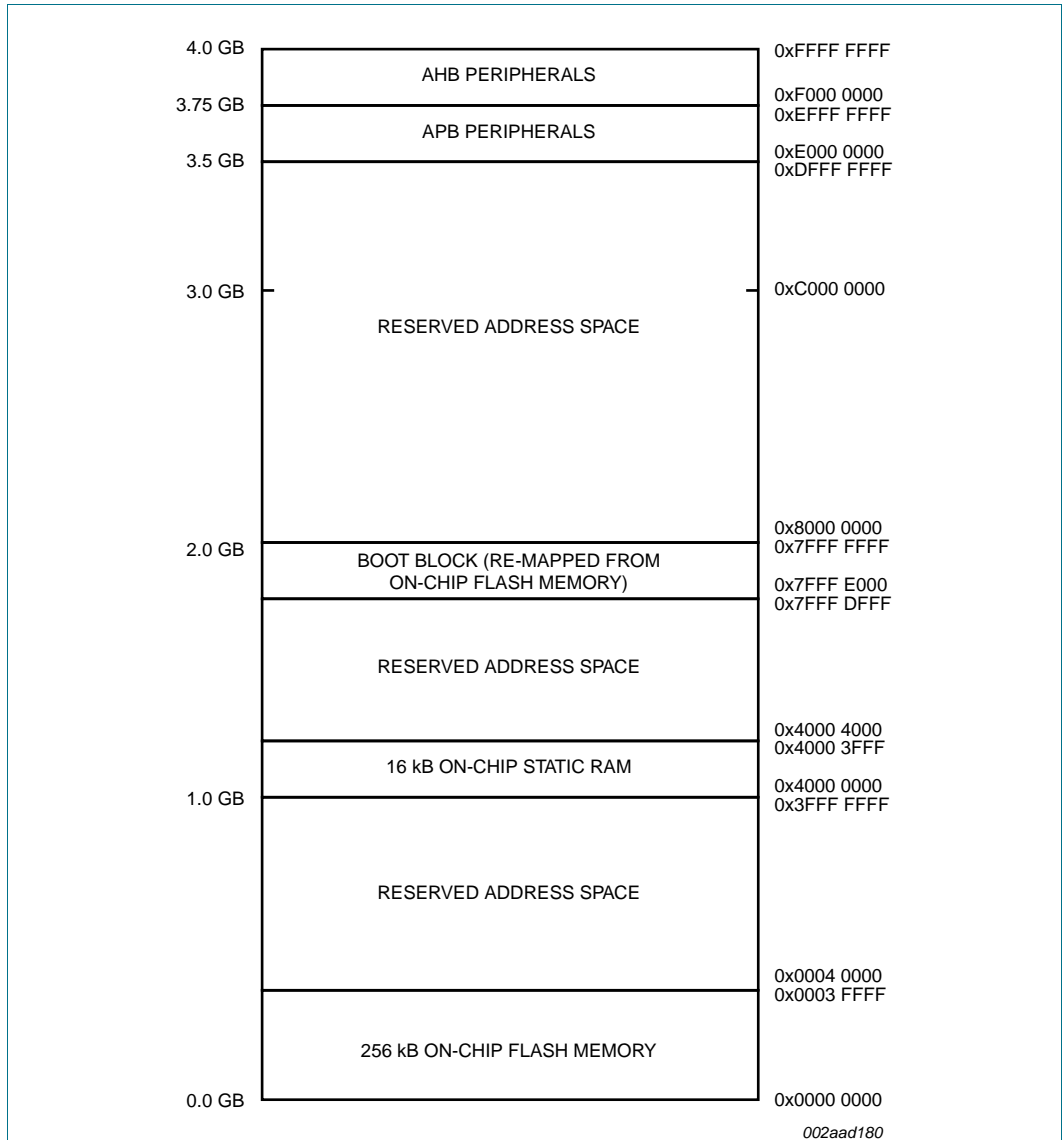 4.0 GB
0xFFFF FFFF
AHB PERIPHERALS
0xF000 0000
3.75 GB
0xEFFF FFFF
APB PERIPHERALS
0xE000 0000
3.5 GB
0xDFFF FFFF
3.0 GB
0xC000 0000
RESERVED ADDRESS SPACE
0x8000 0000
2.0 GB
0x7FFF FFFF
BOOT BLOCK (RE-MAPPED FROM
ON-CHIP FLASH MEMORY)
0x7FFF E000
0x7FFF DFFF
RESERVED ADDRESS SPACE
0x4000 4000
0x4000 3FFF
16 kB ON-CHIP STATIC RAM
0x4000 0000
1.0 GB
0x3FFF FFFF
RESERVED ADDRESS SPACE
0x0004 0000
0x0003 FFFF
256 kB ON-CHIP FLASH MEMORY
0.0 GB
0x0000 0000
002aad180